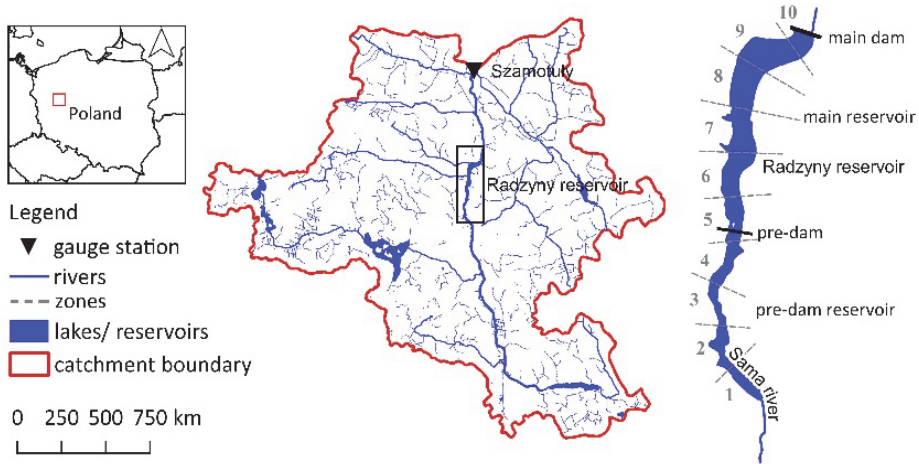 Poland
Legend
gauge station
rivers
zones
lakes/ reservoirs
catchment boundary
0 250 500 750 km
Szamotuły
Radzyny reservoir
10
9
main dam
8
7
main reservoir
Radzyny reservoir
6
5
pre-dam
4
3
pre-dam reservoir
2
Sama river
1